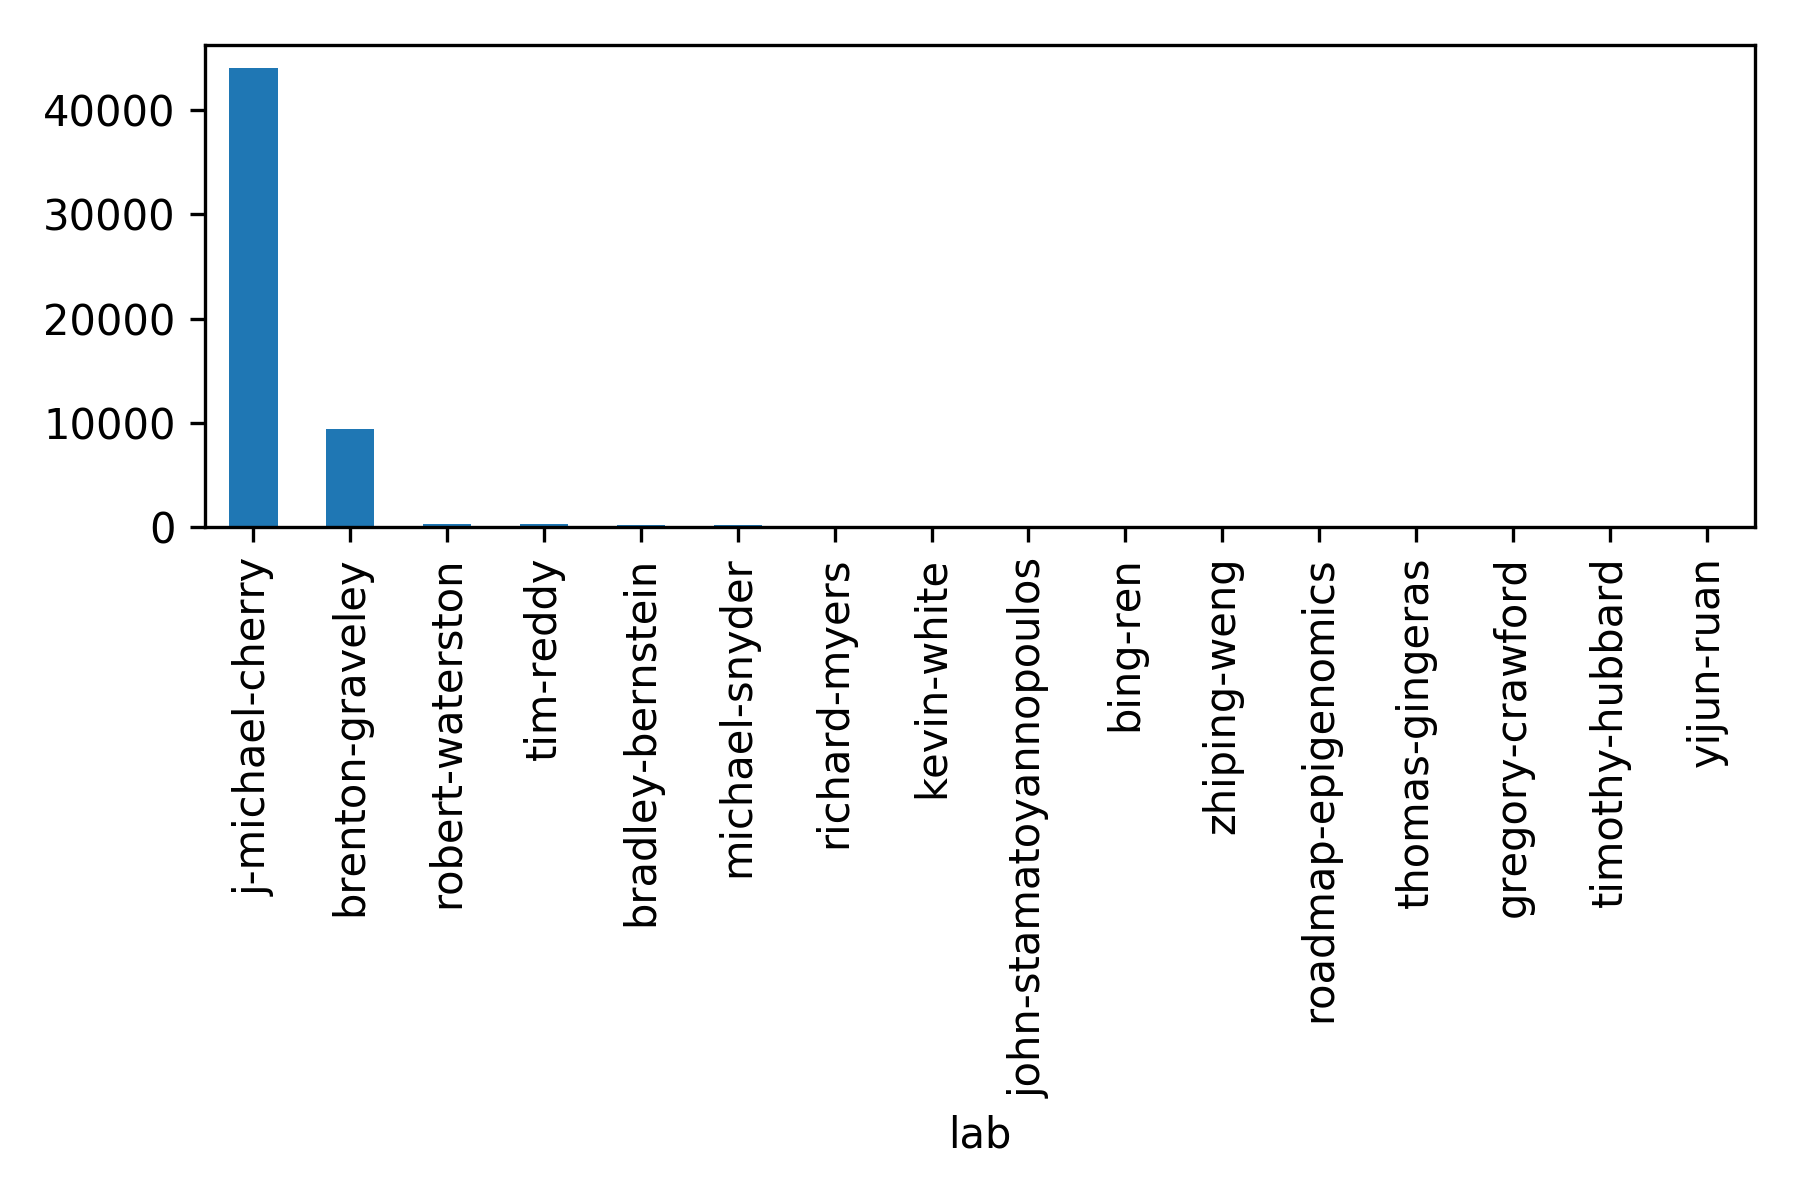 40000
30000
20000
10000
0
j-michael-cherry
brenton-graveley
robert-waterston
tim-reddy
bradley-bernstein
michael-snyder
richard-myers
kevin-white
john-stamatoyannopoulos
bing-ren
zhiping-weng
roadmap-epigenomics
thomas-gingeras
gregory-crawford
timothy-hubbard
yijun-ruan
lab